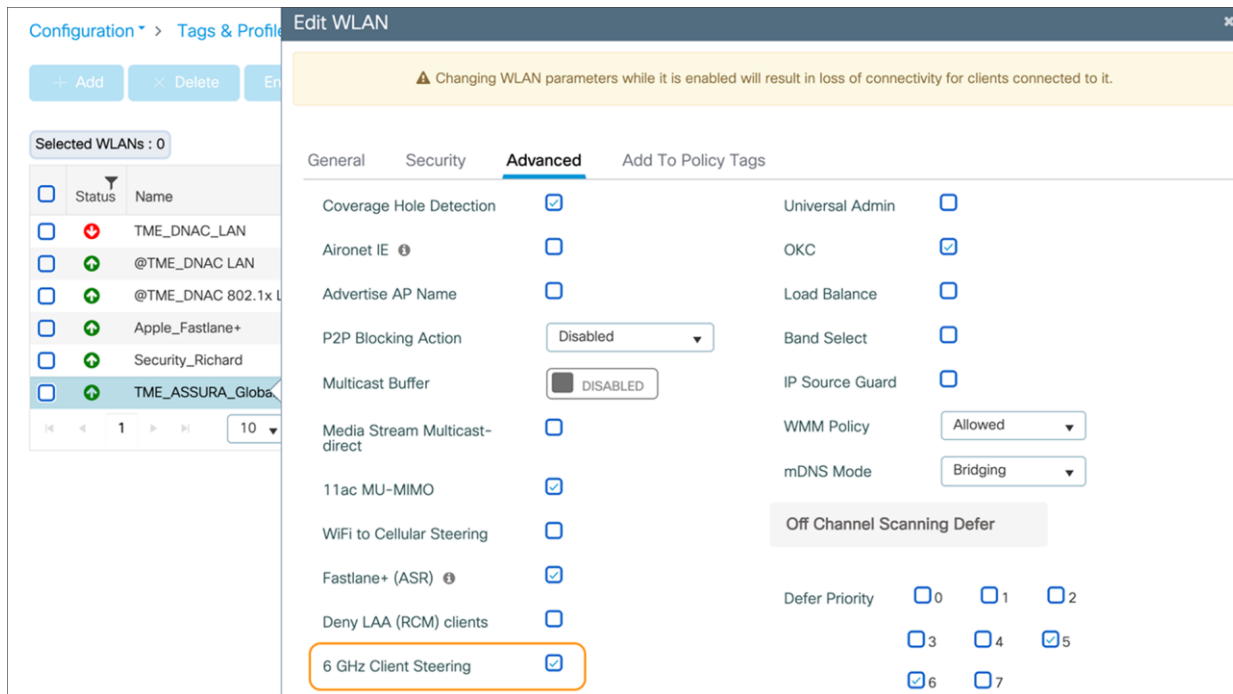 Configuration > Tags & Profile
+ Add
× Delete
En
Selected WLANs : 0
Status Name
TME_DNAC_LAN
@TME_DNAC LAN
@TME_DNAC 802.1x L
Apple_Fastlane+
Security_Richard
TME_ASSURA_Globa
1 10
Edit WLAN
Changing WLAN parameters while it is enabled will result in loss of connectivity for clients connected to it.
General Security Advanced Add To Policy Tags
Coverage Hole Detection
Aironet IE
Advertise AP Name
P2P Blocking Action Disabled
Multicast Buffer DISABLED
Media Stream Multicast-
direct
11ac MU-MIMO
WiFi to Cellular Steering
Fastlane+ (ASR)
Deny LAA (RCM) clients
6 GHz Client Steering
Universal Admin
OKC
Load Balance
Band Select
IP Source Guard
WMM Policy Allowed
mDNS Mode Bridging
Off Channel Scanning Defer
Defer Priority 0 1 2
3 4 5
6 7